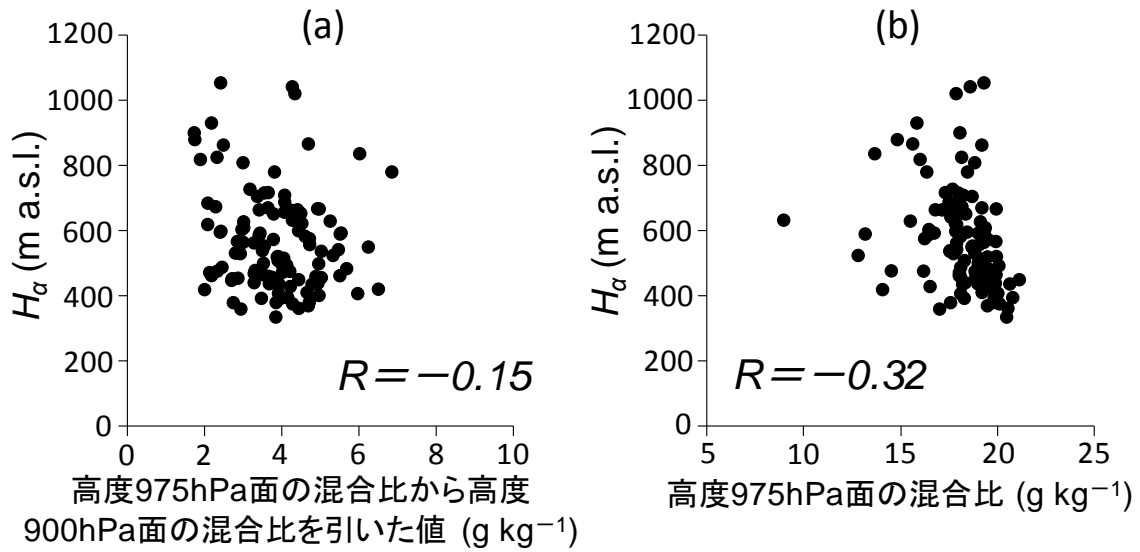 (a)
1200
1000
800
600
400
200
0
Hα (m a.s.l.)
R＝−0.15
0 2 4 6 8 10
高度975hPa面の混合比から高度
900hPa面の混合比を引いた値 (g kg⁻¹)
(b)
1200
1000
800
600
400
200
0
Hα (m a.s.l.)
R＝−0.32
5 10 15 20 25
高度975hPa面の混合比 (g kg⁻¹)